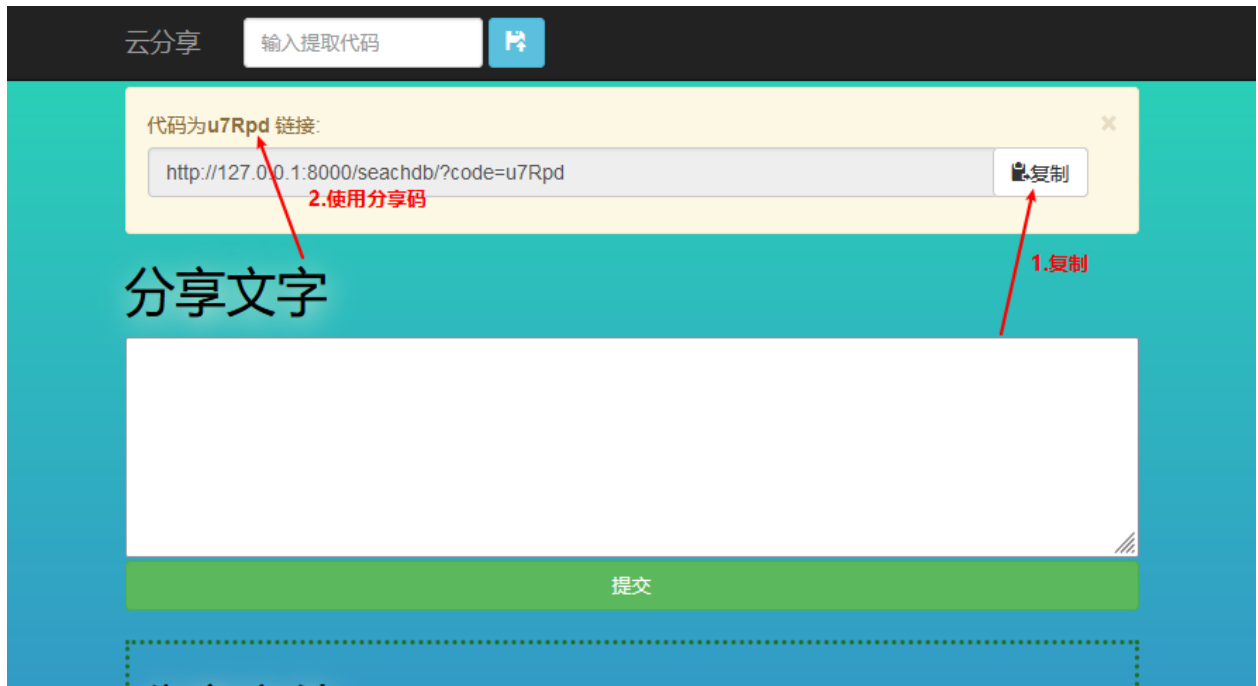 云分享 输入提取代码
代码为u7Rpd 链接:
×
http://127.0.0.1:8000/seachdb/?code=u7Rpd
复制
2.使用分享码
1.复制
分享文字
提交